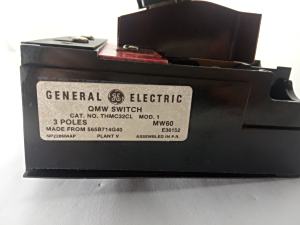 GENERAL GE ELECTRIC
QMW SWITCH
CAT. NO. THMC32CL MOD. 1
3 POLES MW60
MADE FROM 565B714G40 E30152
PLANT V ASSEMBLED IN P.R.